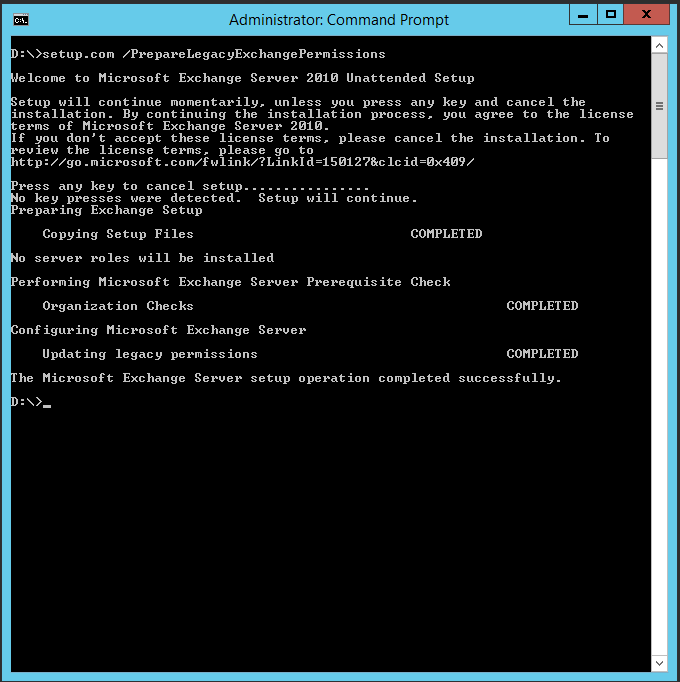 Administrator: Command Prompt
D:\>setup.com /PrepareLegacyExchangePermissions
Welcome to Microsoft Exchange Server 2010 Unattended Setup
Setup will continue momentarily, unless you press any key and cancel the
installation. By continuing the installation process, you agree to the license
terms of Microsoft Exchange Server 2010.
If you don't accept these license terms, please cancel the installation. To
review the license terms, please go to
http://go.microsoft.com/fwlink/?LinkId=150127&clcid=0x409/
Press any key to cancel setup................
No key presses were detected.  Setup will continue.
Preparing Exchange Setup
Copying Setup Files COMPLETED
No server roles will be installed
Performing Microsoft Exchange Server Prerequisite Check
Organization Checks COMPLETED
Configuring Microsoft Exchange Server
Updating legacy permissions COMPLETED
The Microsoft Exchange Server setup operation completed successfully.
D:\>_